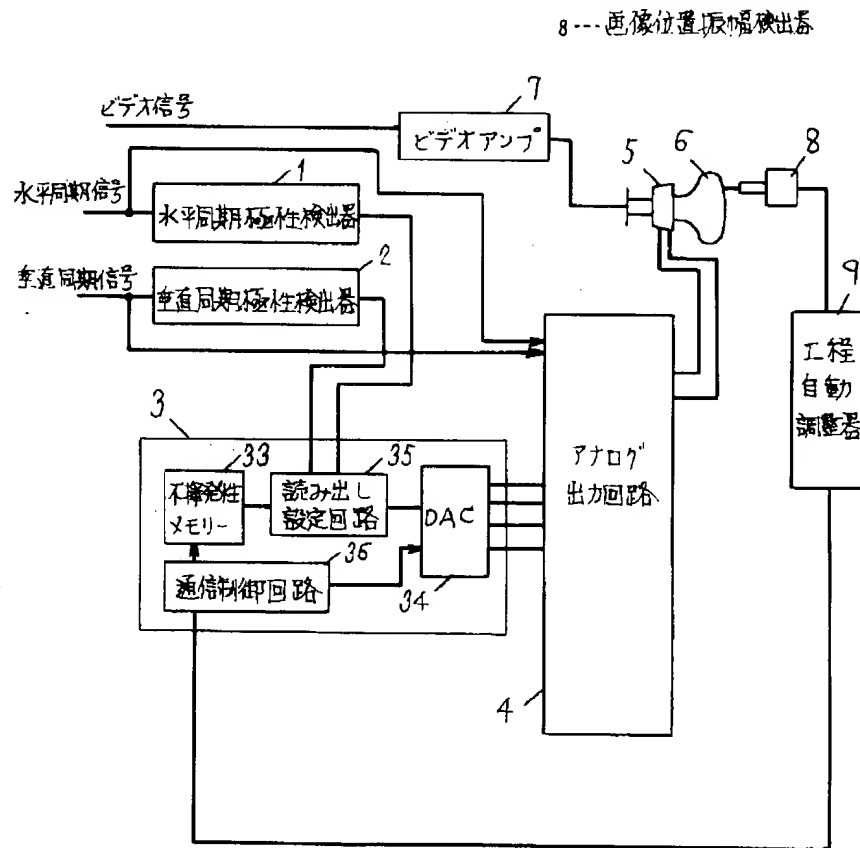 8…画像位置振幅検出器
7
ビデオ信号
ビデオアンプ
5
6
8
水平同期信号
1
水平同期極性検出器
2
垂直同期信号
垂直同期極性検出器
9
工程
自動
調整器
3
33
35
不揮発性
メモリー
読み出し
設定回路
DAC
アナログ
出力回路
36
通信制御回路
34
4